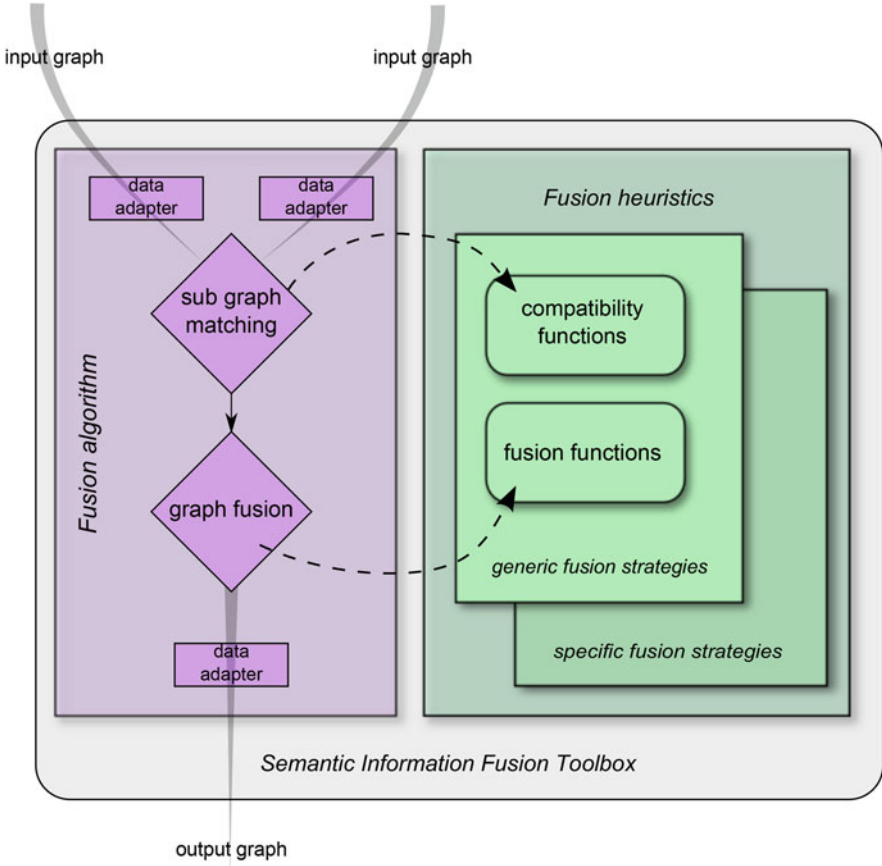 input graph
input graph
data
adapter
data
adapter
sub graph
matching
Fusion algorithm
graph fusion
data
adapter
Fusion heuristics
compatibility
functions
fusion functions
generic fusion strategies
specific fusion strategies
Semantic Information Fusion Toolbox
output graph